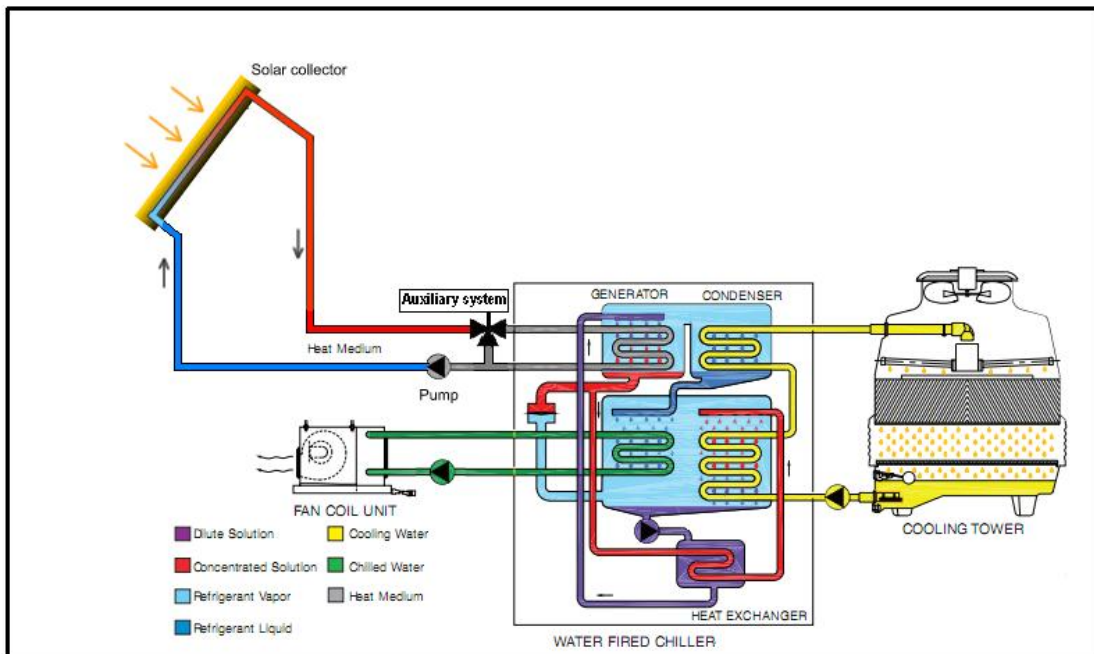 Solar collector
Auxiliary system
GENERATOR
CONDENSER
Heat Medium
Pump
FAN COIL UNIT
COOLING TOWER
Dilute Solution
Cooling Water
Concentrated Solution
Chilled Water
Refrigerant Vapor
Heat Medium
Refrigerant Liquid
HEAT EXCHANGER
WATER FIRED CHILLER